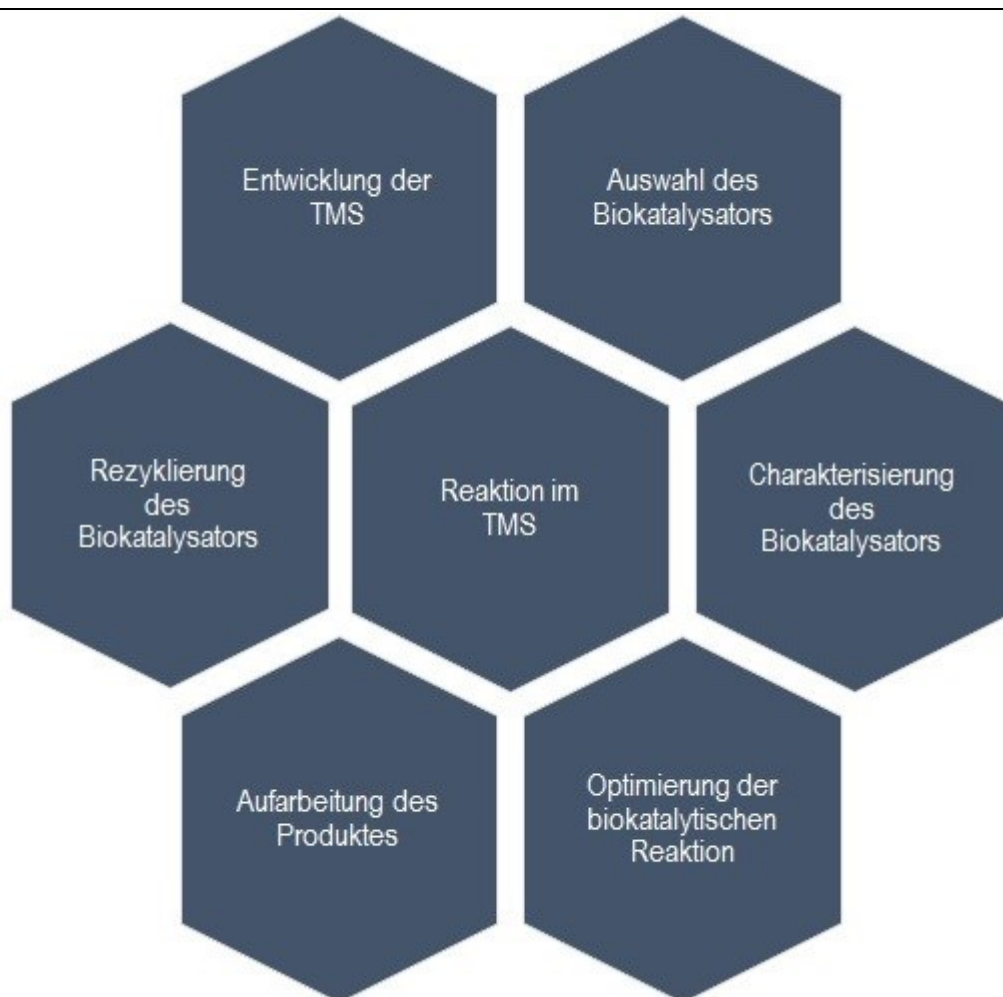 Entwicklung der
TMS
Auswahl des
Biokatalysators
Rezyklierung
des
Biokatalysators
Reaktion im
TMS
Charakterisierung
des
Biokatalysators
Aufarbeitung des
Produktes
Optimierung der
biokatalytischen
Reaktion